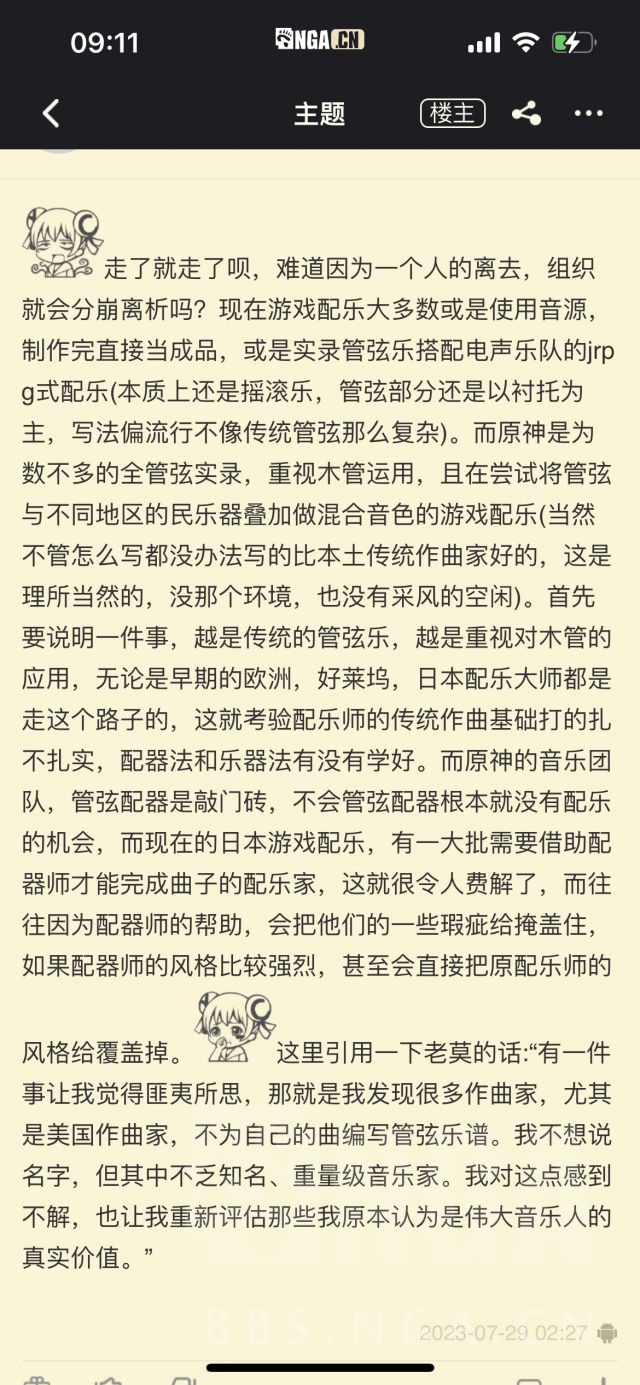 09:11
NGA.CN
主题
楼主
走了就走了呗，难道因为一个人的离去，组织
就会分崩离析吗？现在游戏配乐大多数或是使用音源，
制作完直接当成品，或是实录管弦乐搭配电声乐队的jrp
g式配乐(本质上还是摇滚乐，管弦部分还是以衬托为
主，写法偏流行不像传统管弦那么复杂)。而原神是为
数不多的全管弦实录，重视木管运用，且在尝试将管弦
与不同地区的民乐器叠加做混合音色的游戏配乐(当然
不管怎么写都没办法写的比本土传统作曲家好的，这是
理所当然的，没那个环境，也没有采风的空闲)。首先
要说明一件事，越是传统的管弦乐，越是重视对木管的
应用，无论是早期的欧洲，好莱坞，日本配乐大师都是
走这个路子的，这就考验配乐师的传统作曲基础打的扎
不扎实，配器法和乐器法有没有学好。而原神的音乐团
队，管弦配器是敲门砖，不会管弦配器根本就没有配乐
的机会，而现在的日本游戏配乐，有一大批需要借助配
器师才能完成曲子的配乐家，这就很令人费解了，而往
往因为配器师的帮助，会把他们的一些瑕疵给掩盖住，
如果配器师的风格比较强烈，甚至会直接把原配乐师的
风格给覆盖掉。这里引用一下老莫的话:“有一件
事让我觉得匪夷所思，那就是我发现很多作曲家，尤其
是美国作曲家，不为自己的曲编写管弦乐谱。我不想说
名字，但其中不乏知名、重量级音乐家。我对这点感到
不解，也让我重新评估那些我原本认为是伟大音乐人的
真实价值。”
BBS.NGA.CN
2023-07-29 02:27